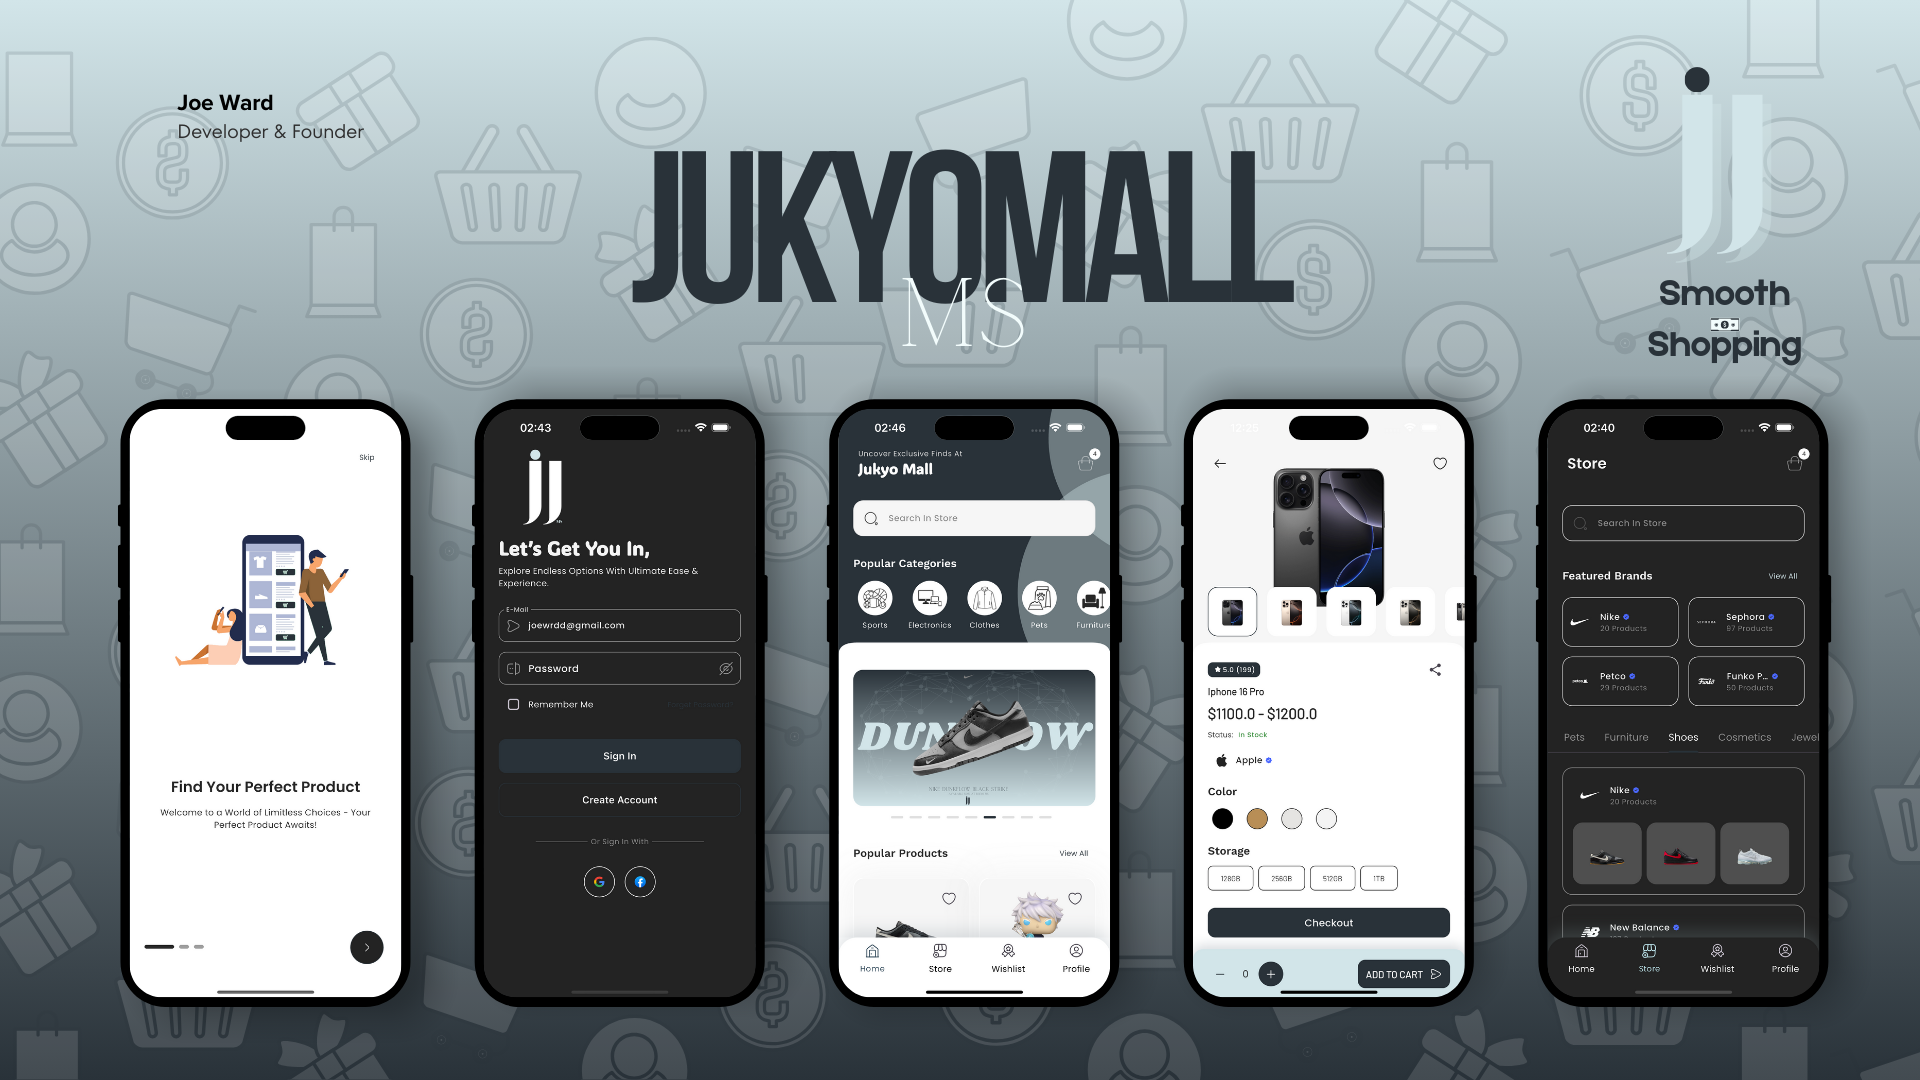 Joe Ward
Developer & Founder
JUKYOMALL
MS
Smooth
Shopping
Skip
Find Your Perfect Product
Welcome to a World of Limitless Choices - Your
Perfect Product Awaits!
02:43
Let's Get You In,
Explore Endless Options With Ultimate Ease &
Experience.
E-Mail
joewrdd@gmail.com
Password
Remember Me
Sign In
Create Account
Or Sign In With
02:46
Uncover Exclusive Finds At
Jukyo Mall
4
Search In Store
Popular Categories
Sports
Electronics
Clothes
Pets
Furniture
Popular Products
View All
Home
Store
Wishlist
Profile
5.0 (199)
Iphone 16 Pro
$1100.0 - $1200.0
Status: In Stock
Apple
Color
Storage
128GB
256GB
512GB
1TB
Checkout
0
ADD TO CART
02:40
Store
4
Search In Store
Featured Brands
View All
Nike
20 Products
Sephora
97 Products
Petco
29 Products
Funko P...
50 Products
Pets
Furniture
Shoes
Cosmetics
Jewel
Nike
20 Products
New Balance
Home
Store
Wishlist
Profile